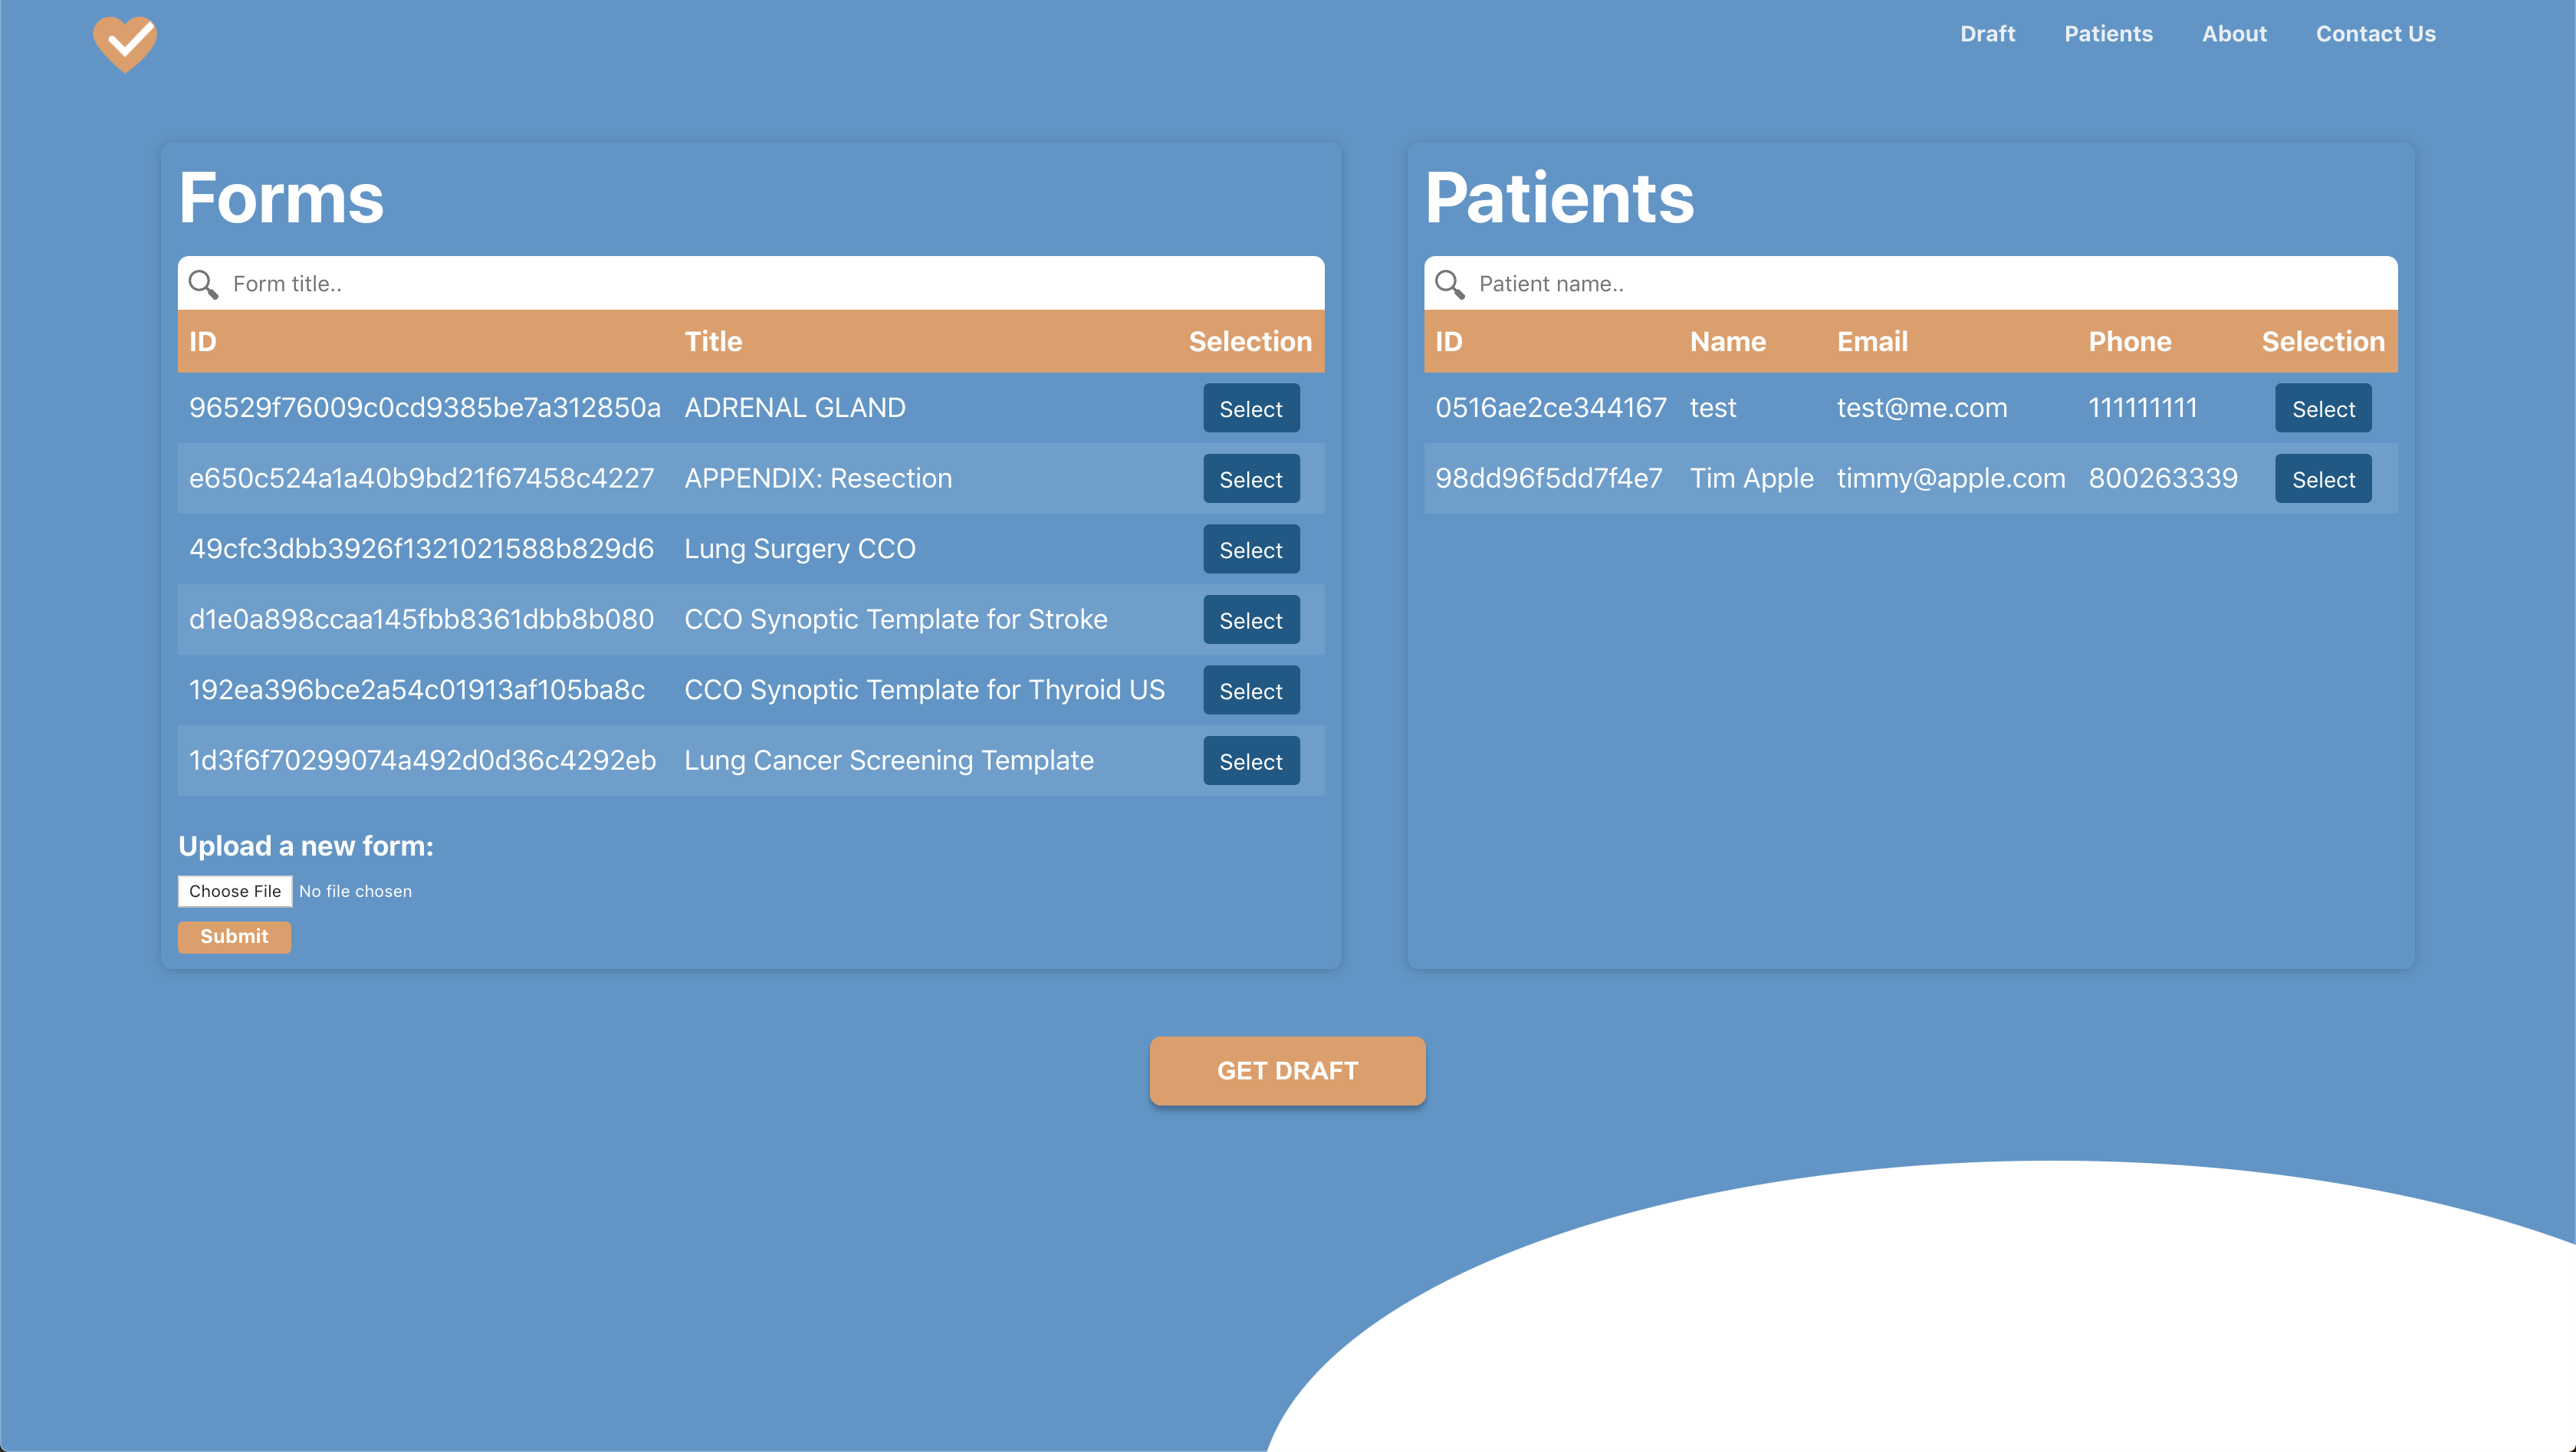 Draft Patients About Contact Us
Forms
Form title..
ID Title Selection
96529f76009c0cd9385be7a312850a ADRENAL GLAND Select
e650c524a1a40b9bd21f67458c4227 APPENDIX: Resection Select
49cfc3dbb3926f1321021588b829d6 Lung Surgery CCO Select
d1e0a898ccaa145fbb8361dbb8b080 CCO Synoptic Template for Stroke Select
192ea396bce2a54c01913af105ba8c CCO Synoptic Template for Thyroid US Select
1d3f6f70299074a492d0d36c4292eb Lung Cancer Screening Template Select
Upload a new form:
Choose File No file chosen
Submit
Patients
Patient name..
ID Name Email Phone Selection
0516ae2ce344167 test test@me.com 111111111 Select
98dd96f5dd7f4e7 Tim Apple timmy@apple.com 800263339 Select
GET DRAFT